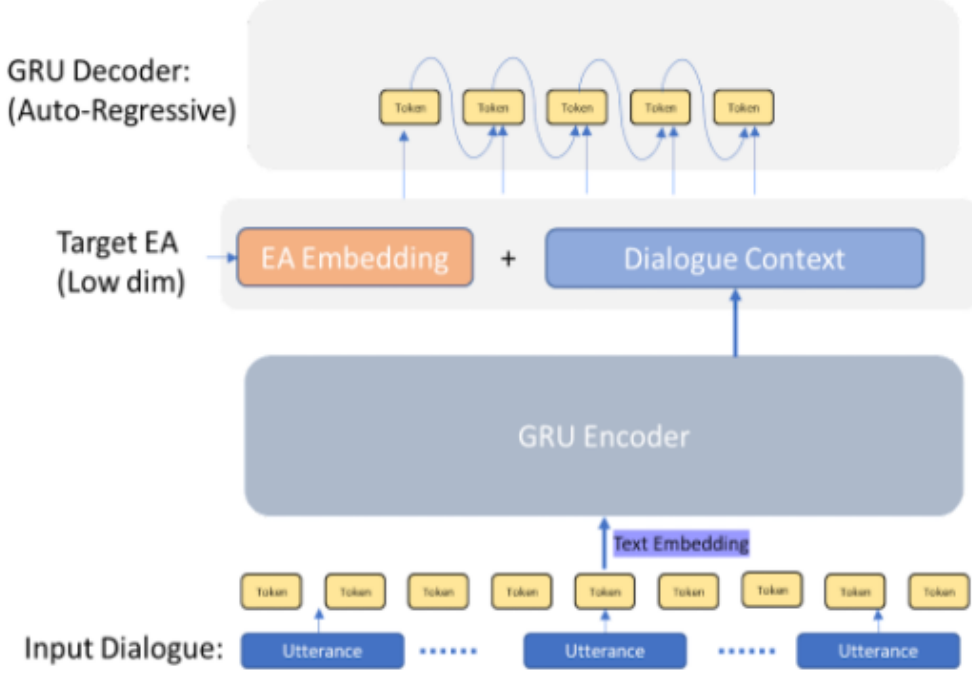 GRU Decoder:
(Auto-Regressive)
Token Token Token Token Token
Target EA
(Low dim)
EA Embedding + Dialogue Context
GRU Encoder
Text Embedding
Token Token Token Token Token Token Token Token Token
Input Dialogue: Utterance ...... Utterance ...... Utterance